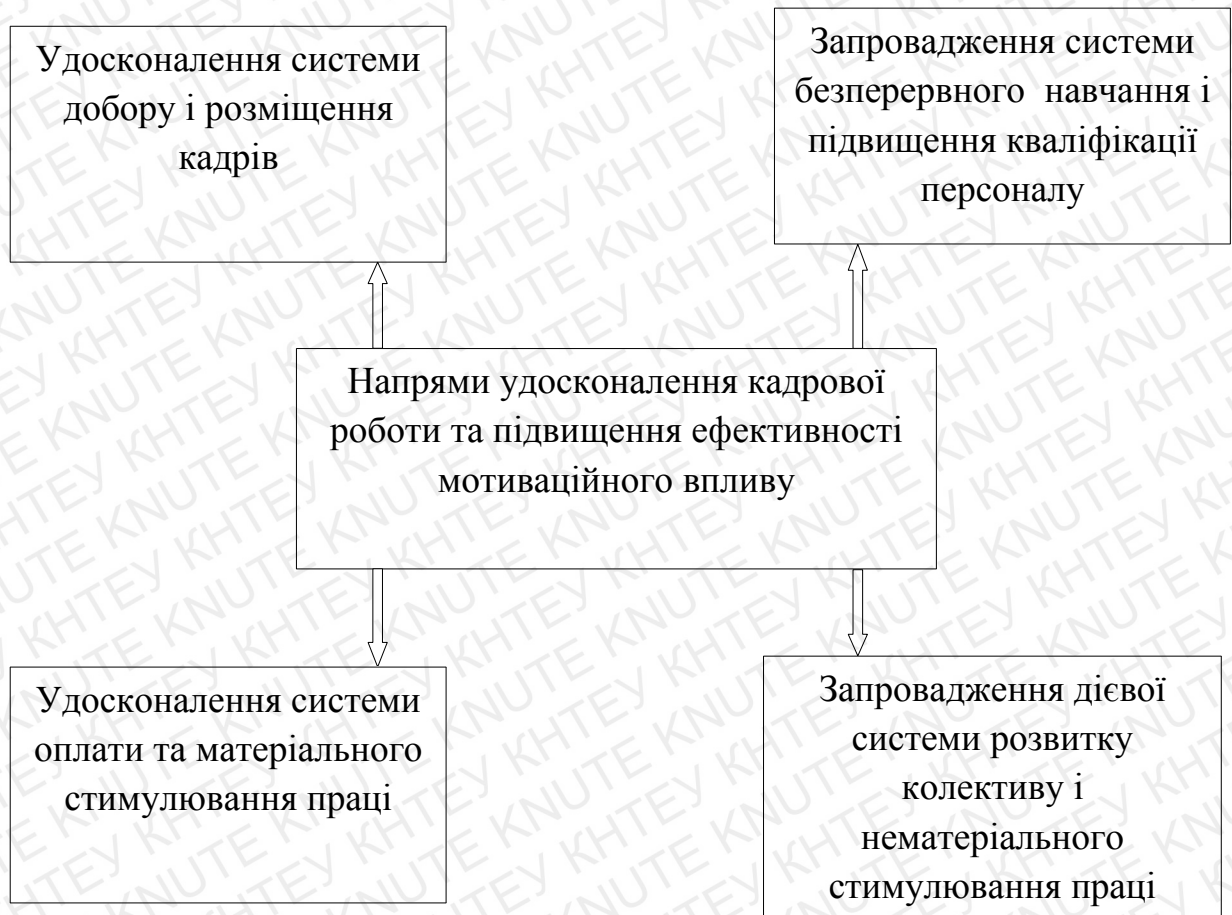 Удосконалення системи
добору і розміщення
кадрів
Запровадження системи
безперервного навчання і
підвищення кваліфікації
персоналу
Напрями удосконалення кадрової
роботи та підвищення ефективності
мотиваційного впливу
Удосконалення системи
оплати та матеріального
стимулювання праці
Запровадження дієвої
системи розвитку
колективу і
нематеріального
стимулювання праці